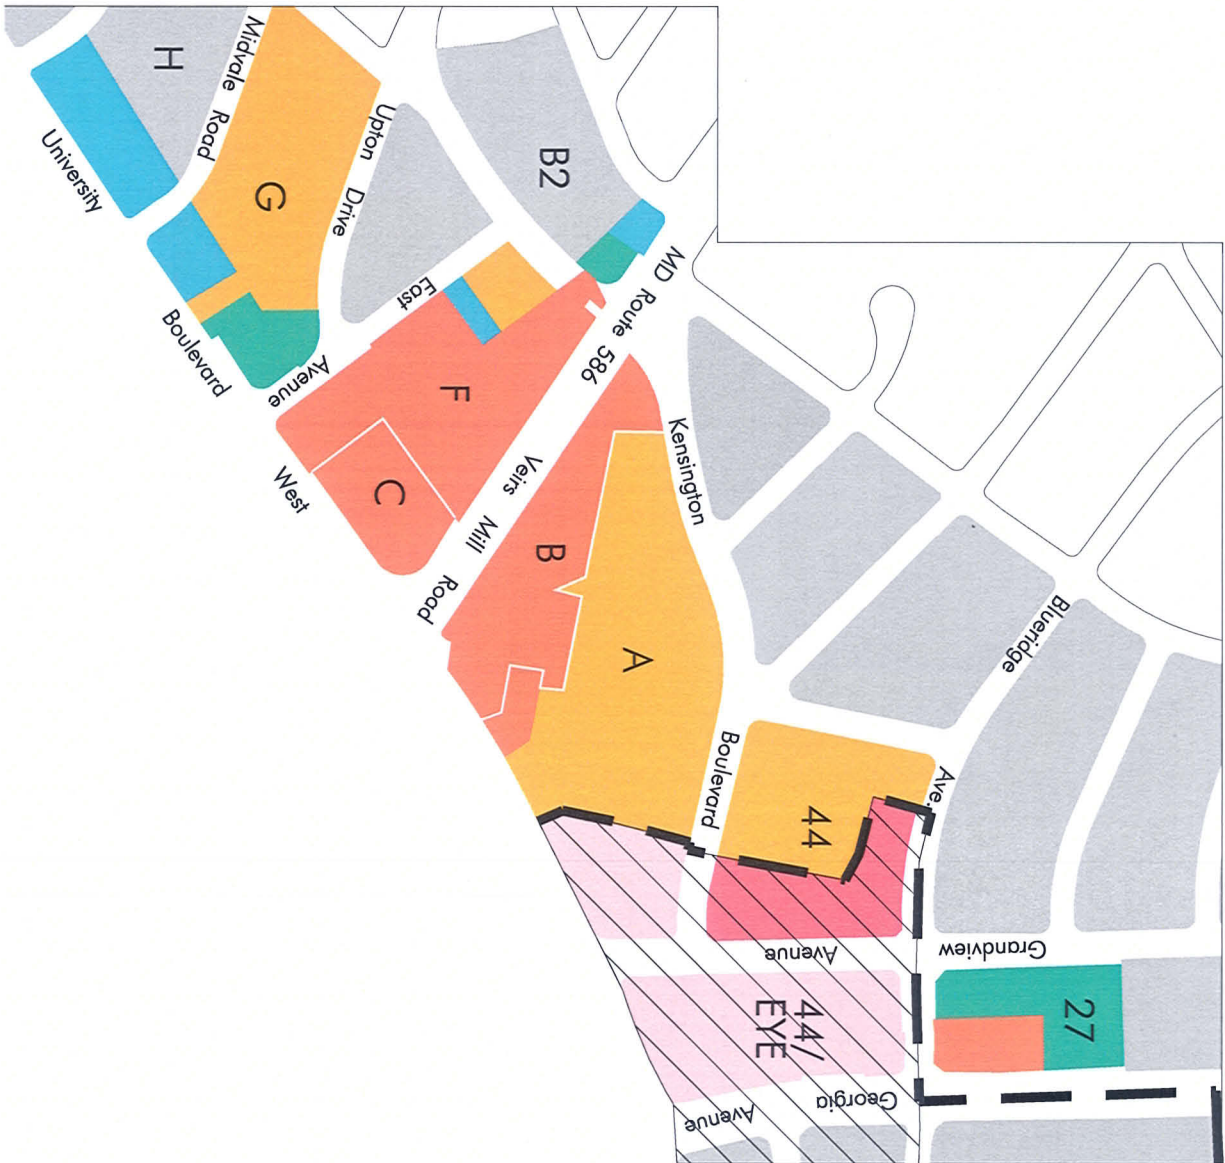 H
Midvale Road
University
Boulevard
G
Upton Drive
B2
East
Avenue
MD Route 586
F
C
West
Veirs Mill Road
B
A
Kensington
Boulevard
Blueridge
Ave.
44
Grandview
Avenue
27
44/
EYE
Georgia
Avenue